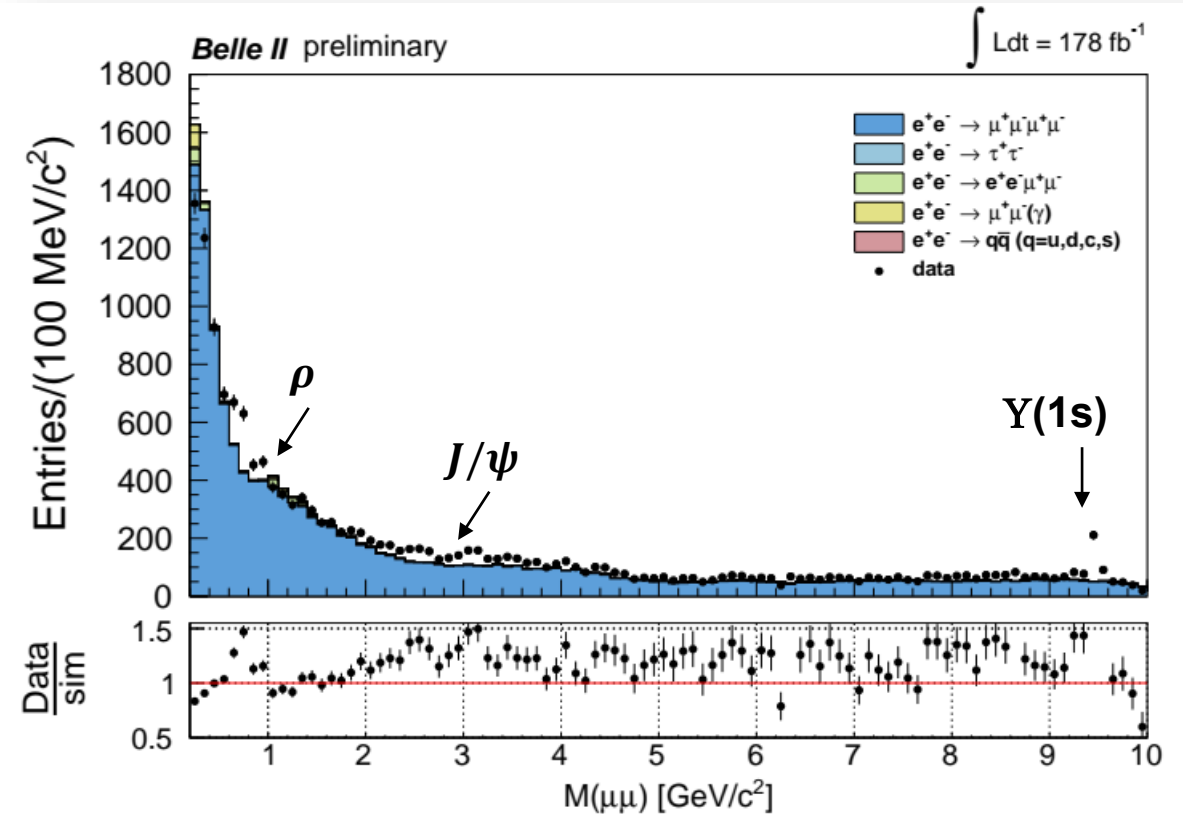 Belle II preliminary
∫ Ldt = 178 fb⁻¹
Entries/(100 MeV/c²)
1800
1600
1400
1200
1000
800
600
400
200
0
e⁺e⁻ → μ⁺μ⁻μ⁺μ⁻
e⁺e⁻ → τ⁺τ⁻
e⁺e⁻ → e⁺e⁻μ⁺μ⁻
e⁺e⁻ → μ⁺μ⁻(γ)
e⁺e⁻ → qq̅ (q=u,d,c,s)
data
ρ
J/ψ
ϒ(1s)
Data
sim
1.5
1
0.5
1 2 3 4 5 6 7 8 9 10
M(μμ) [GeV/c²]